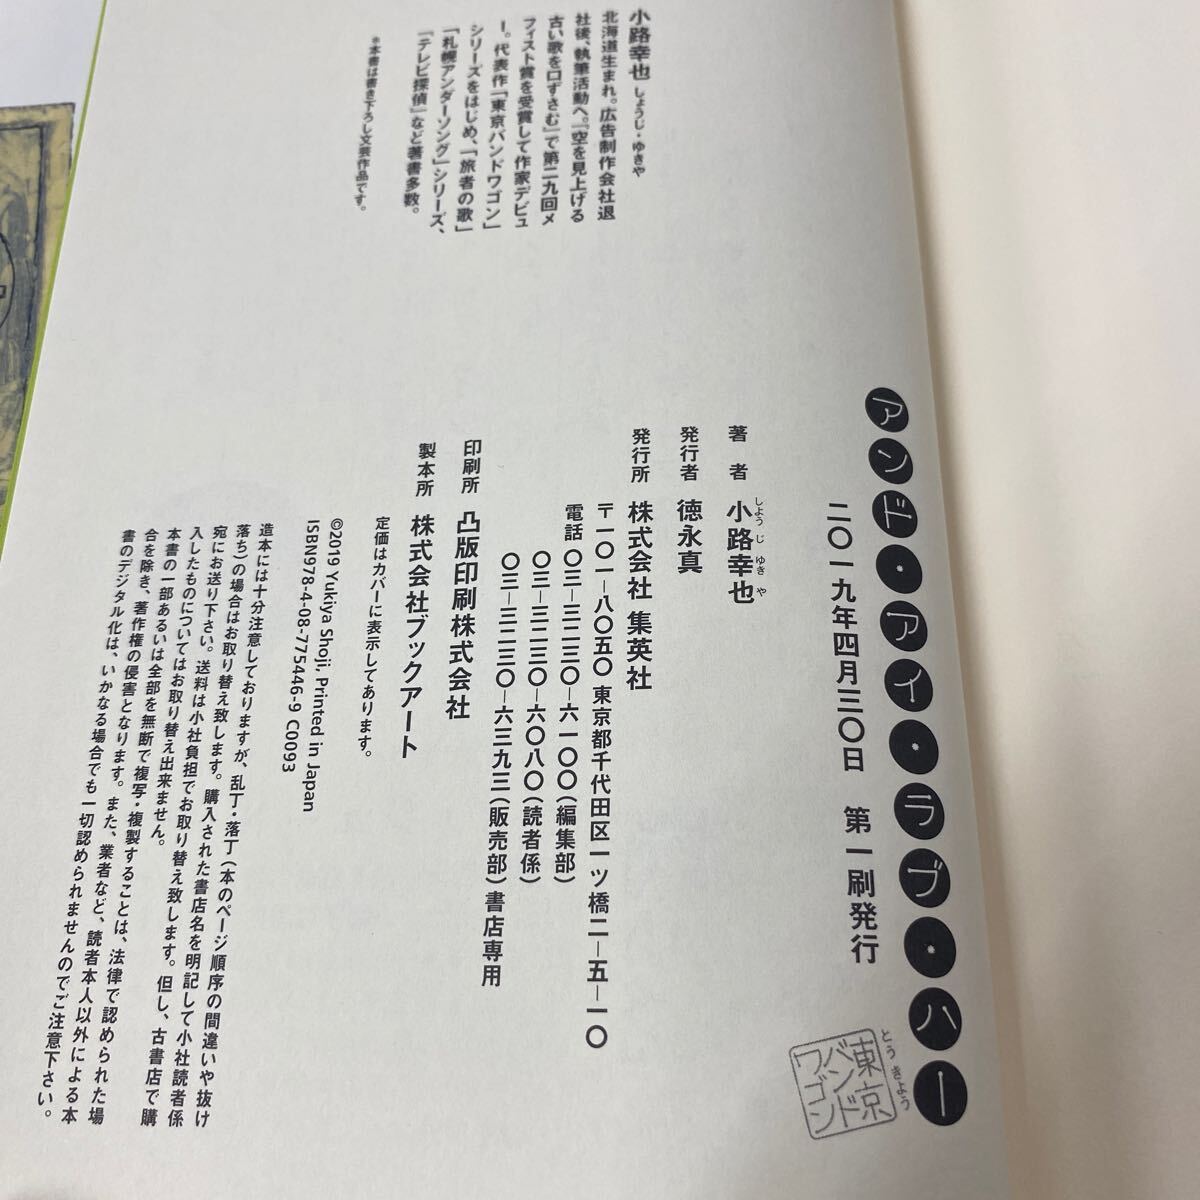 アンド・アイ・ラブ・ハー
東京バンドワゴン
とうきよう
二〇一九年四月三〇日　第一刷発行
著　者　小路幸也
しようじゆきや
発行者　徳永真
発行所　株式会社 集英社
〒一〇一―八〇五〇 東京都千代田区一ツ橋二―五―一〇
電話 〇三―三二三〇―六一〇〇（編集部）
〇三―三二三〇―六〇八〇（読者係）
〇三―三二三〇―六三九三（販売部）書店専用
印刷所　凸版印刷株式会社
製本所　株式会社ブックアート
定価はカバーに表示してあります。
©2019 Yukiya Shoji, Printed in Japan
ISBN978-4-08-775446-9 C0093
造本には十分注意しておりますが、乱丁・落丁（本のページ順序の間違いや抜け
落ち）の場合はお取り替え致します。購入された書店名を明記して小社読者係
宛にお送り下さい。送料は小社負担でお取り替え致します。但し、古書店で購
入したものについてはお取り替え出来ません。
本書の一部あるいは全部を無断で複写・複製することは、法律で認められた場
合を除き、著作権の侵害となります。また、業者など、読者本人以外による本
書のデジタル化は、いかなる場合でも一切認められませんのでご注意下さい。
小路幸也 しょうじ・ゆきや
北海道生まれ。広告制作会社退
社後、執筆活動へ。『空を見上げる
古い歌を口ずさむ』で第二九回メ
フィスト賞を受賞して作家デビュ
ー。代表作「東京バンドワゴン」
シリーズをはじめ、「旅者の歌」
「札幌アンダーソング」シリーズ、
『テレビ探偵』など著書多数。
＊本書は書き下ろし文芸作品です。